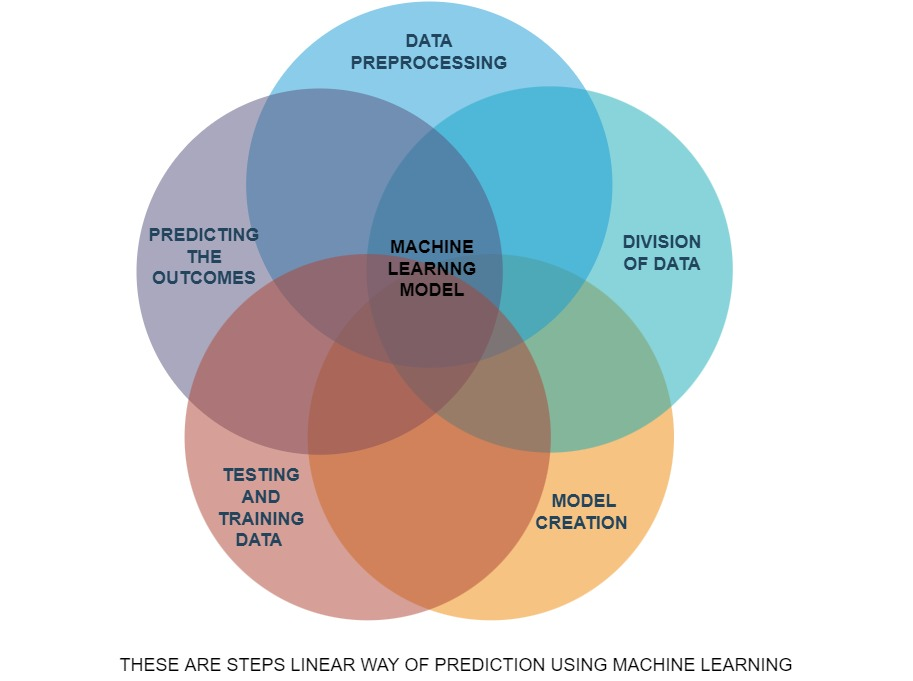 DATA
PREPROCESSING
PREDICTING
THE
OUTCOMES
MACHINE
LEARNNG
MODEL
DIVISION
OF DATA
TESTING
AND
TRAINING
DATA
MODEL
CREATION
THESE ARE STEPS LINEAR WAY OF PREDICTION USING MACHINE LEARNING